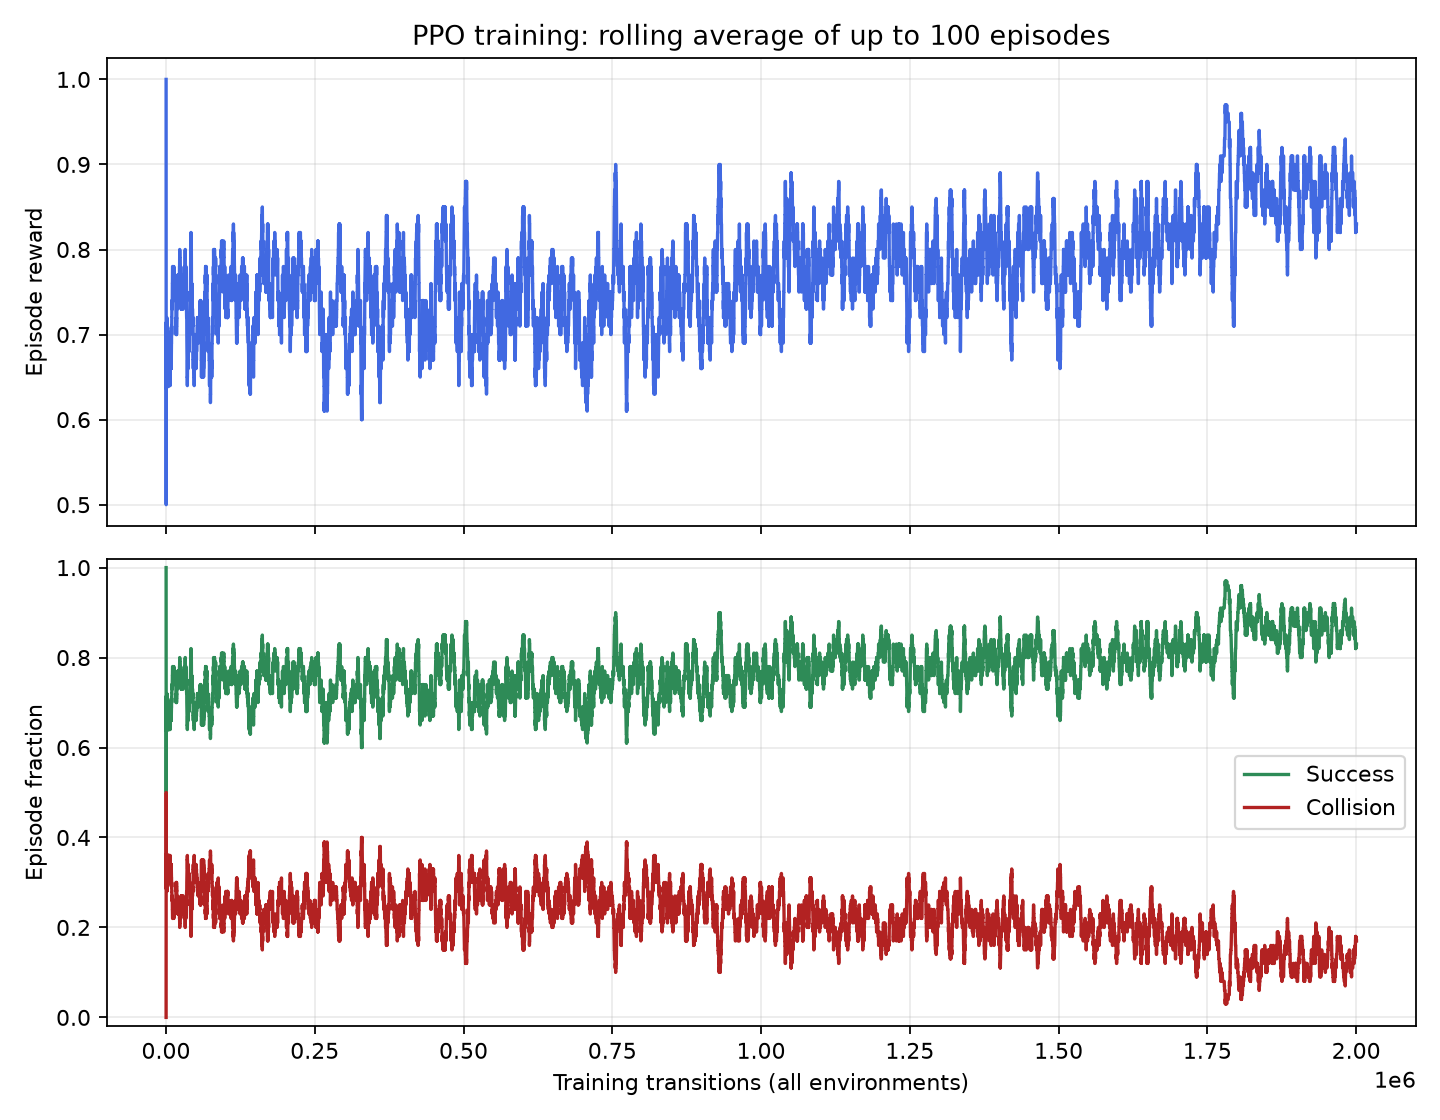 PPO training: rolling average of up to 100 episodes
1.0
0.9
0.8
0.7
0.6
0.5
Episode reward
1.0
0.8
0.6
0.4
0.2
0.0
Episode fraction
Success
Collision
0.00 0.25 0.50 0.75 1.00 1.25 1.50 1.75 2.00
1e6
Training transitions (all environments)